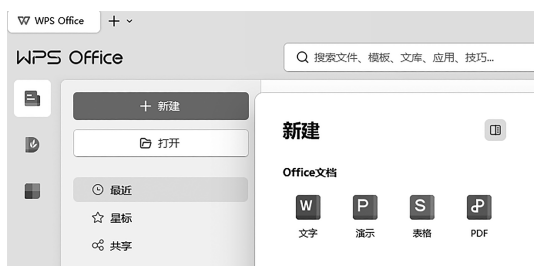 WPS Office
WPS Office
搜索文件、模板、文库、应用、技巧...
新建
打开
最近
星标
共享
新建
Office文档
W P S P
文字 演示 表格 PDF